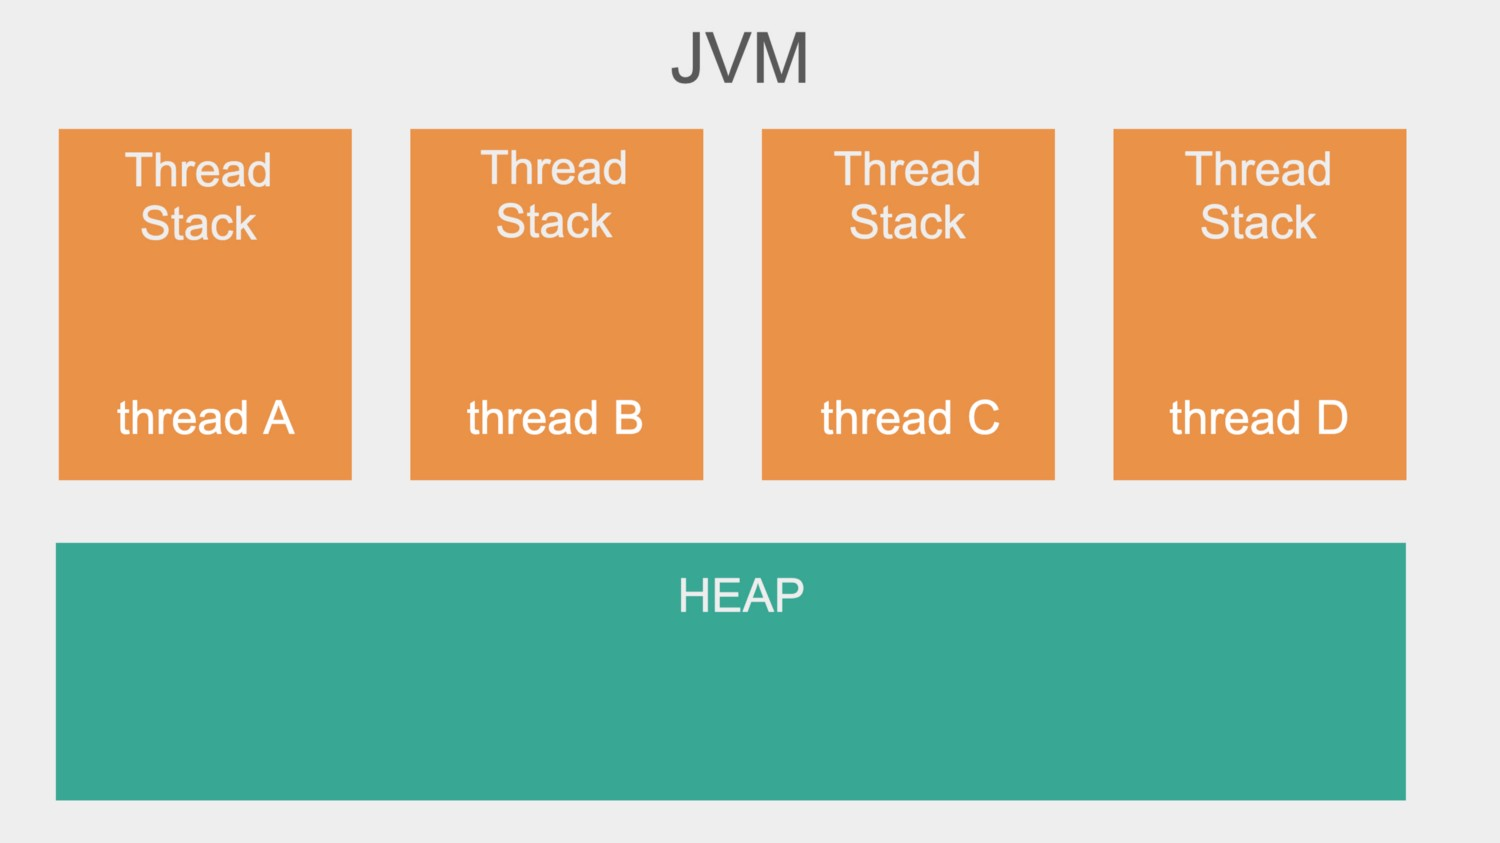 JVM
Thread
Stack
thread A
Thread
Stack
thread B
Thread
Stack
thread C
Thread
Stack
thread D
HEAP